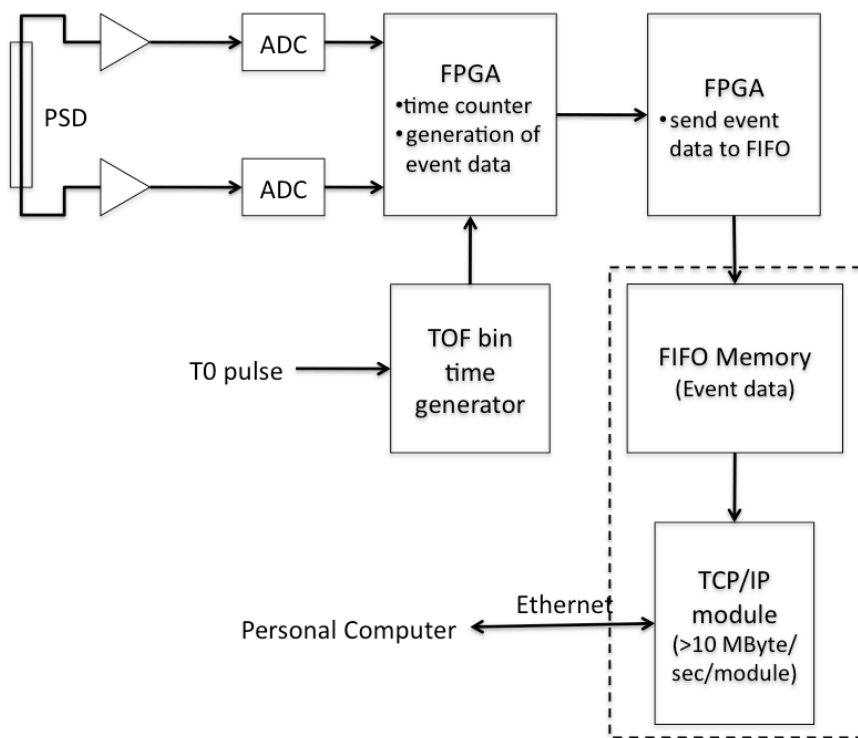 PSD
ADC
ADC
FPGA
•time counter
•generation of
event data
FPGA
•send event
data to FIFO
T0 pulse
TOF bin
time
generator
FIFO Memory
(Event data)
Ethernet
Personal Computer
TCP/IP
module
(>10 MByte/
sec/module)